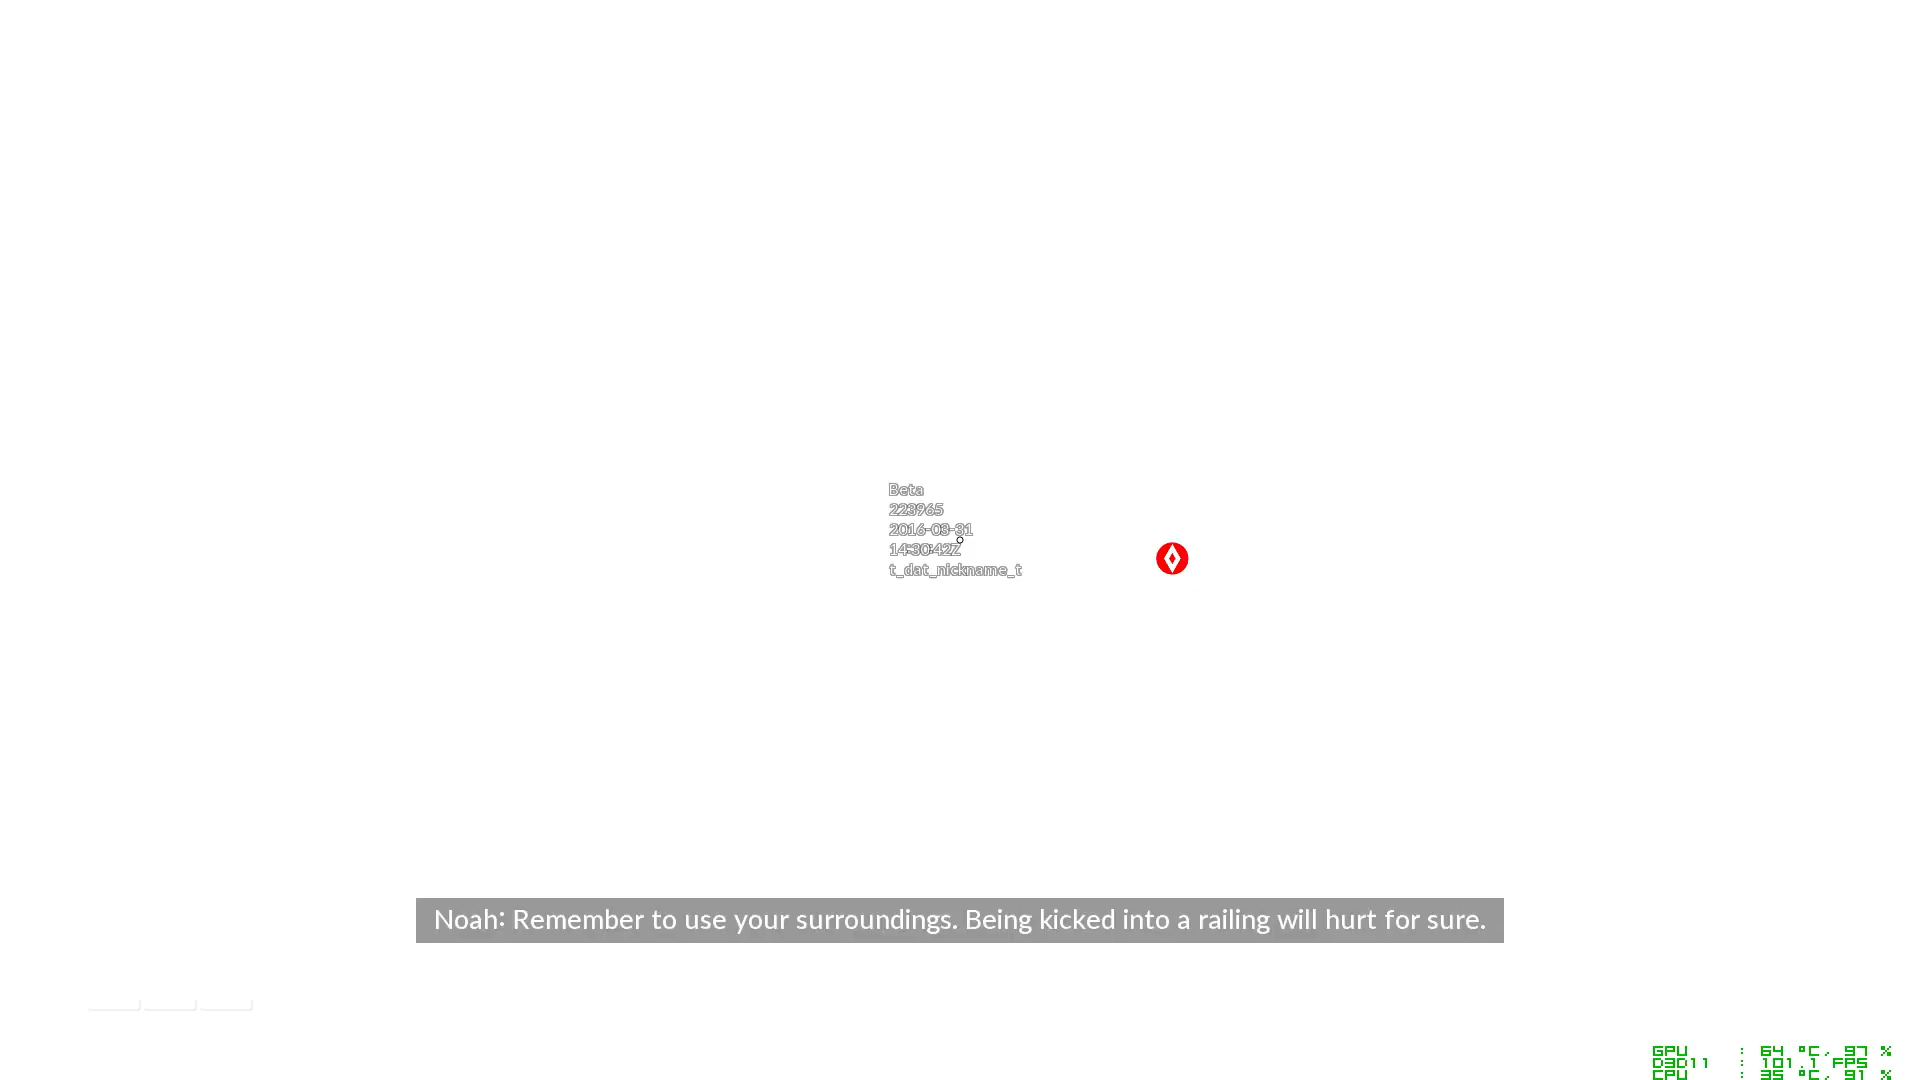 Beta
223965
2016-03-31
14:30:42Z
t_dat_nickname_t
Noah: Remember to use your surroundings. Being kicked into a railing will hurt for sure.
GPU : 64 °C, 97 %
D3D11 : 101.1 FPS
CPU : 35 °C, 91 %